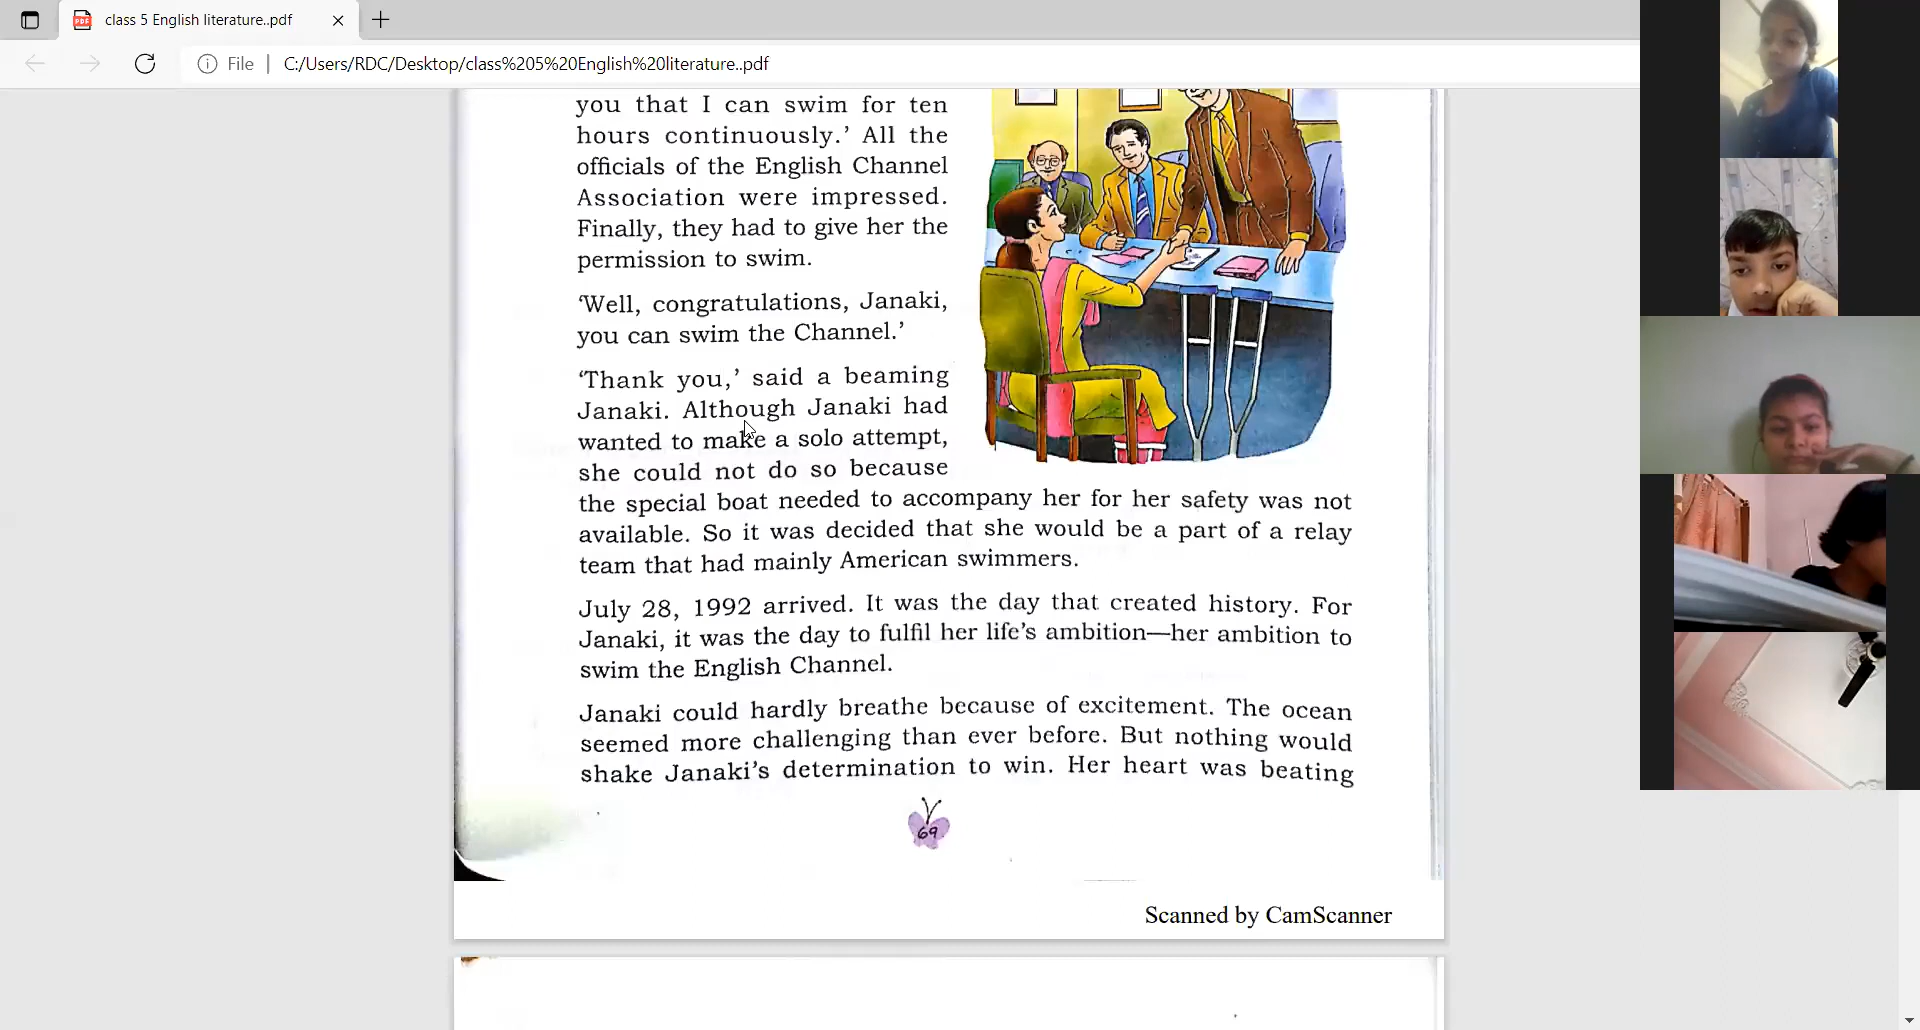 class 5 English literature..pdf
File
C:/Users/RDC/Desktop/class%205%20English%20literature..pdf
you that I can swim for ten
hours continuously.’ All the
officials of the English Channel
Association were impressed.
Finally, they had to give her the
permission to swim.
‘Well, congratulations, Janaki,
you can swim the Channel.’
‘Thank you,’ said a beaming
Janaki. Although Janaki had
wanted to make a solo attempt,
she could not do so because
the special boat needed to accompany her for her safety was not
available. So it was decided that she would be a part of a relay
team that had mainly American swimmers.
July 28, 1992 arrived. It was the day that created history. For
Janaki, it was the day to fulfil her life’s ambition—her ambition to
swim the English Channel.
Janaki could hardly breathe because of excitement. The ocean
seemed more challenging than ever before. But nothing would
shake Janaki’s determination to win. Her heart was beating
69
Scanned by CamScanner